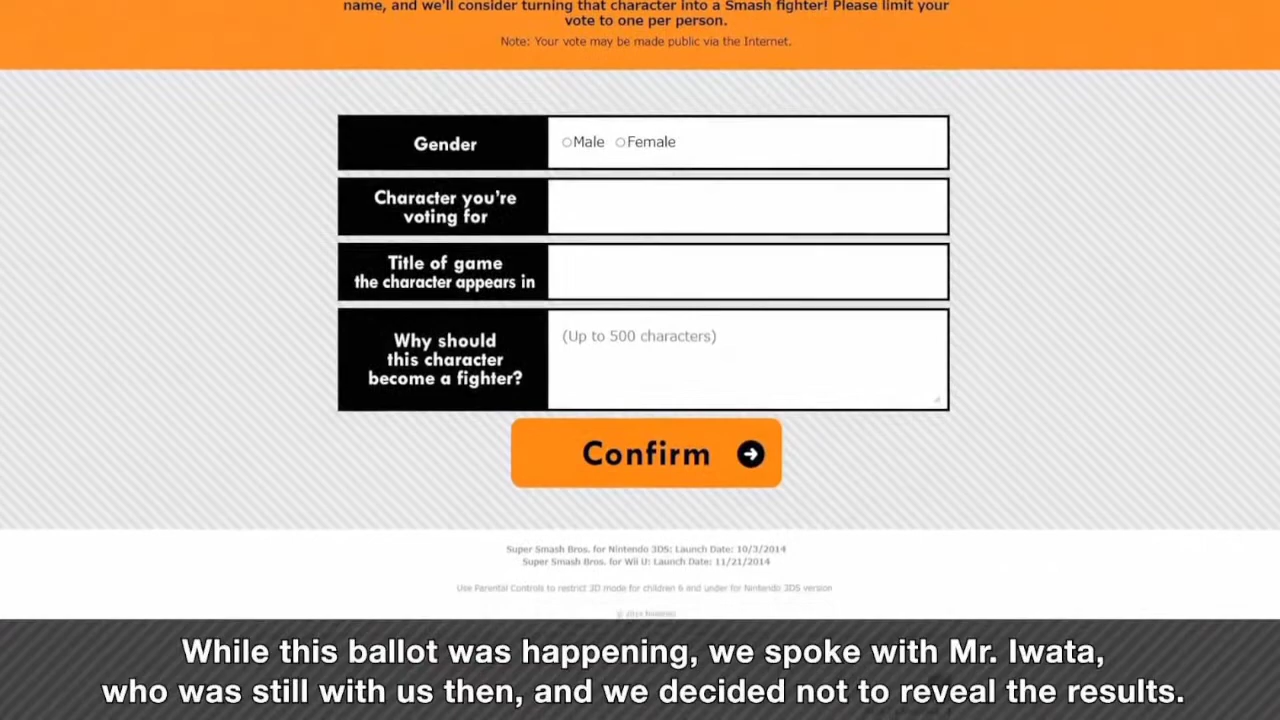 name, and we'll consider turning that character into a Smash fighter! Please limit your
vote to one per person.
Note: Your vote may be made public via the Internet.
Gender
Male Female
Character you're
voting for
Title of game
the character appears in
Why should
this character
become a fighter?
(Up to 500 characters)
Confirm
Super Smash Bros. for Nintendo 3DS: Launch Date: 10/3/2014
Super Smash Bros. for Wii U: Launch Date: 11/21/2014
Use Parental Controls to restrict 3D mode for children 6 and under for Nintendo 3DS version
© 2014 Nintendo
While this ballot was happening, we spoke with Mr. Iwata,
who was still with us then, and we decided not to reveal the results.